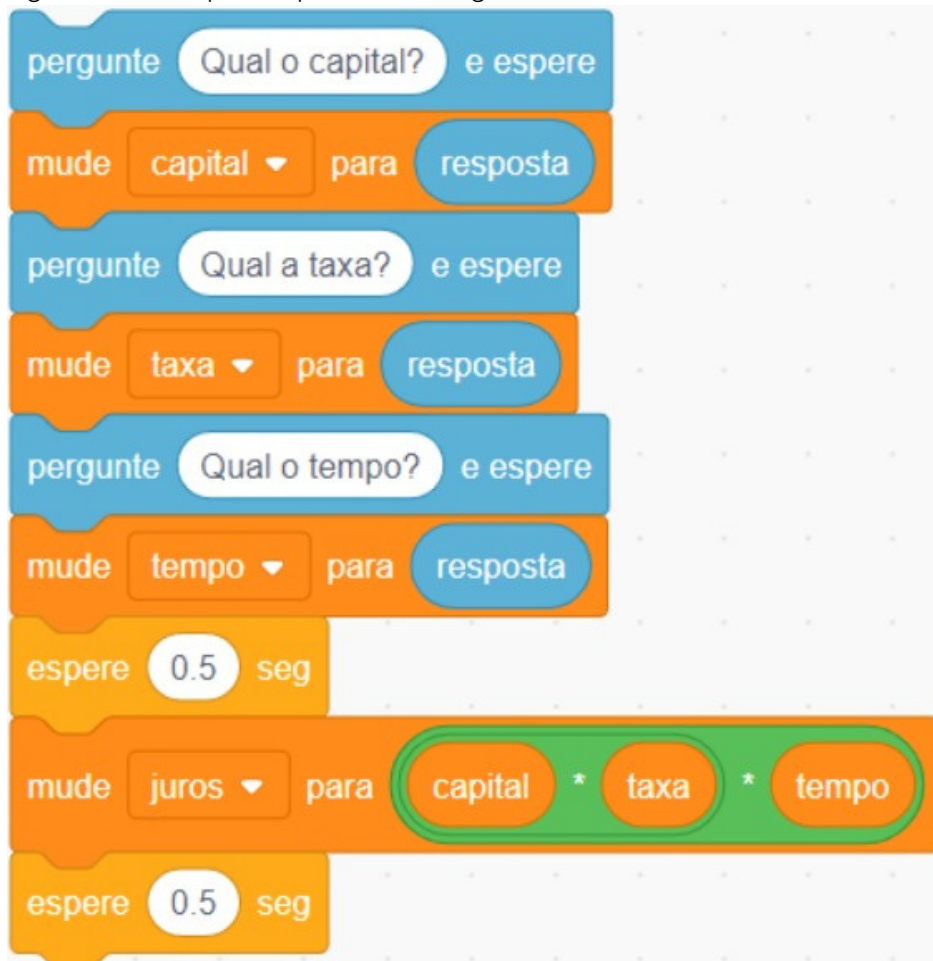 pergunte Qual o capital? e espere
mude capital para resposta
pergunte Qual a taxa? e espere
mude taxa para resposta
pergunte Qual o tempo? e espere
mude tempo para resposta
espere 0.5 seg
mude juros para capital * taxa * tempo
espere 0.5 seg